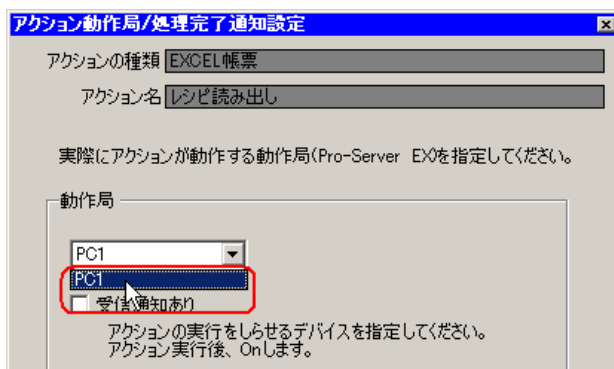 アクション動作局/処理完了通知設定
アクションの種類 EXCEL帳票
アクション名 レシピ読み出し
実際にアクションが動作する動作局(Pro-Server EX)を指定してください。
動作局
PC1
PC1
受信通知あり
アクションの実行をしらせるデバイスを指定してください。
アクション実行後、Onします。